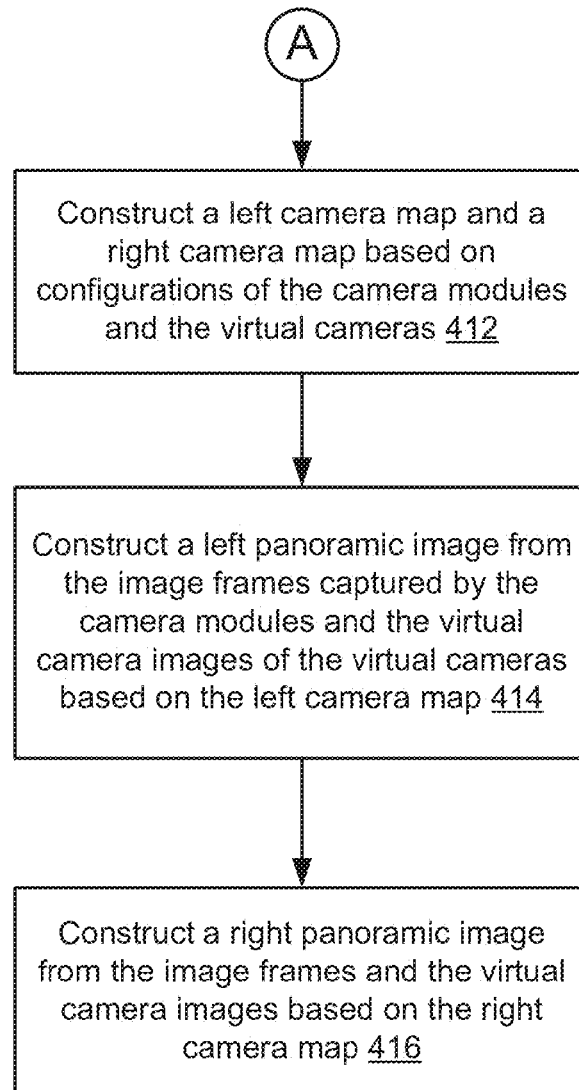 A
Construct a left camera map and a
right camera map based on
configurations of the camera modules
and the virtual cameras 412
Construct a left panoramic image from
the image frames captured by the
camera modules and the virtual
camera images of the virtual cameras
based on the left camera map 414
Construct a right panoramic image
from the image frames and the virtual
camera images based on the right
camera map 416